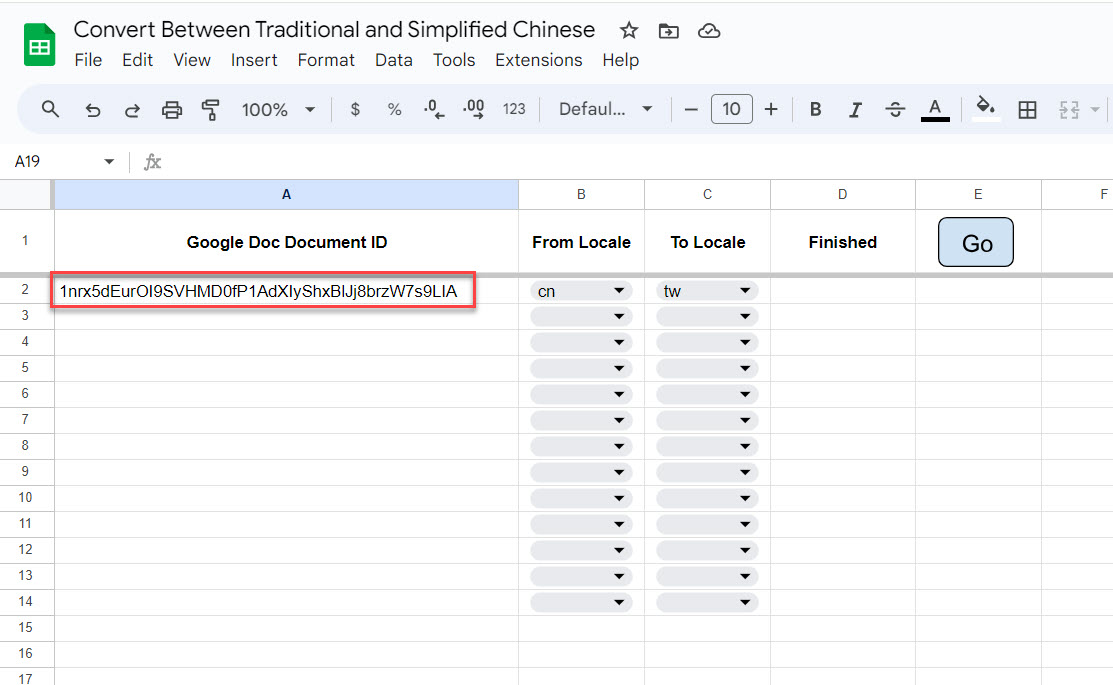 Convert Between Traditional and Simplified Chinese
File Edit View Insert Format Data Tools Extensions Help
100% $ % .0 .00 123 Defaul... 10 B I S A
A19 fx
A B C D E F
1 Google Doc Document ID From Locale To Locale Finished Go
2 1nrx5dEurOI9SVHMD0fP1AdXIyShxBlJj8brzW7s9LIA cn tw
3
4
5
6
7
8
9
10
11
12
13
14
15
16
17